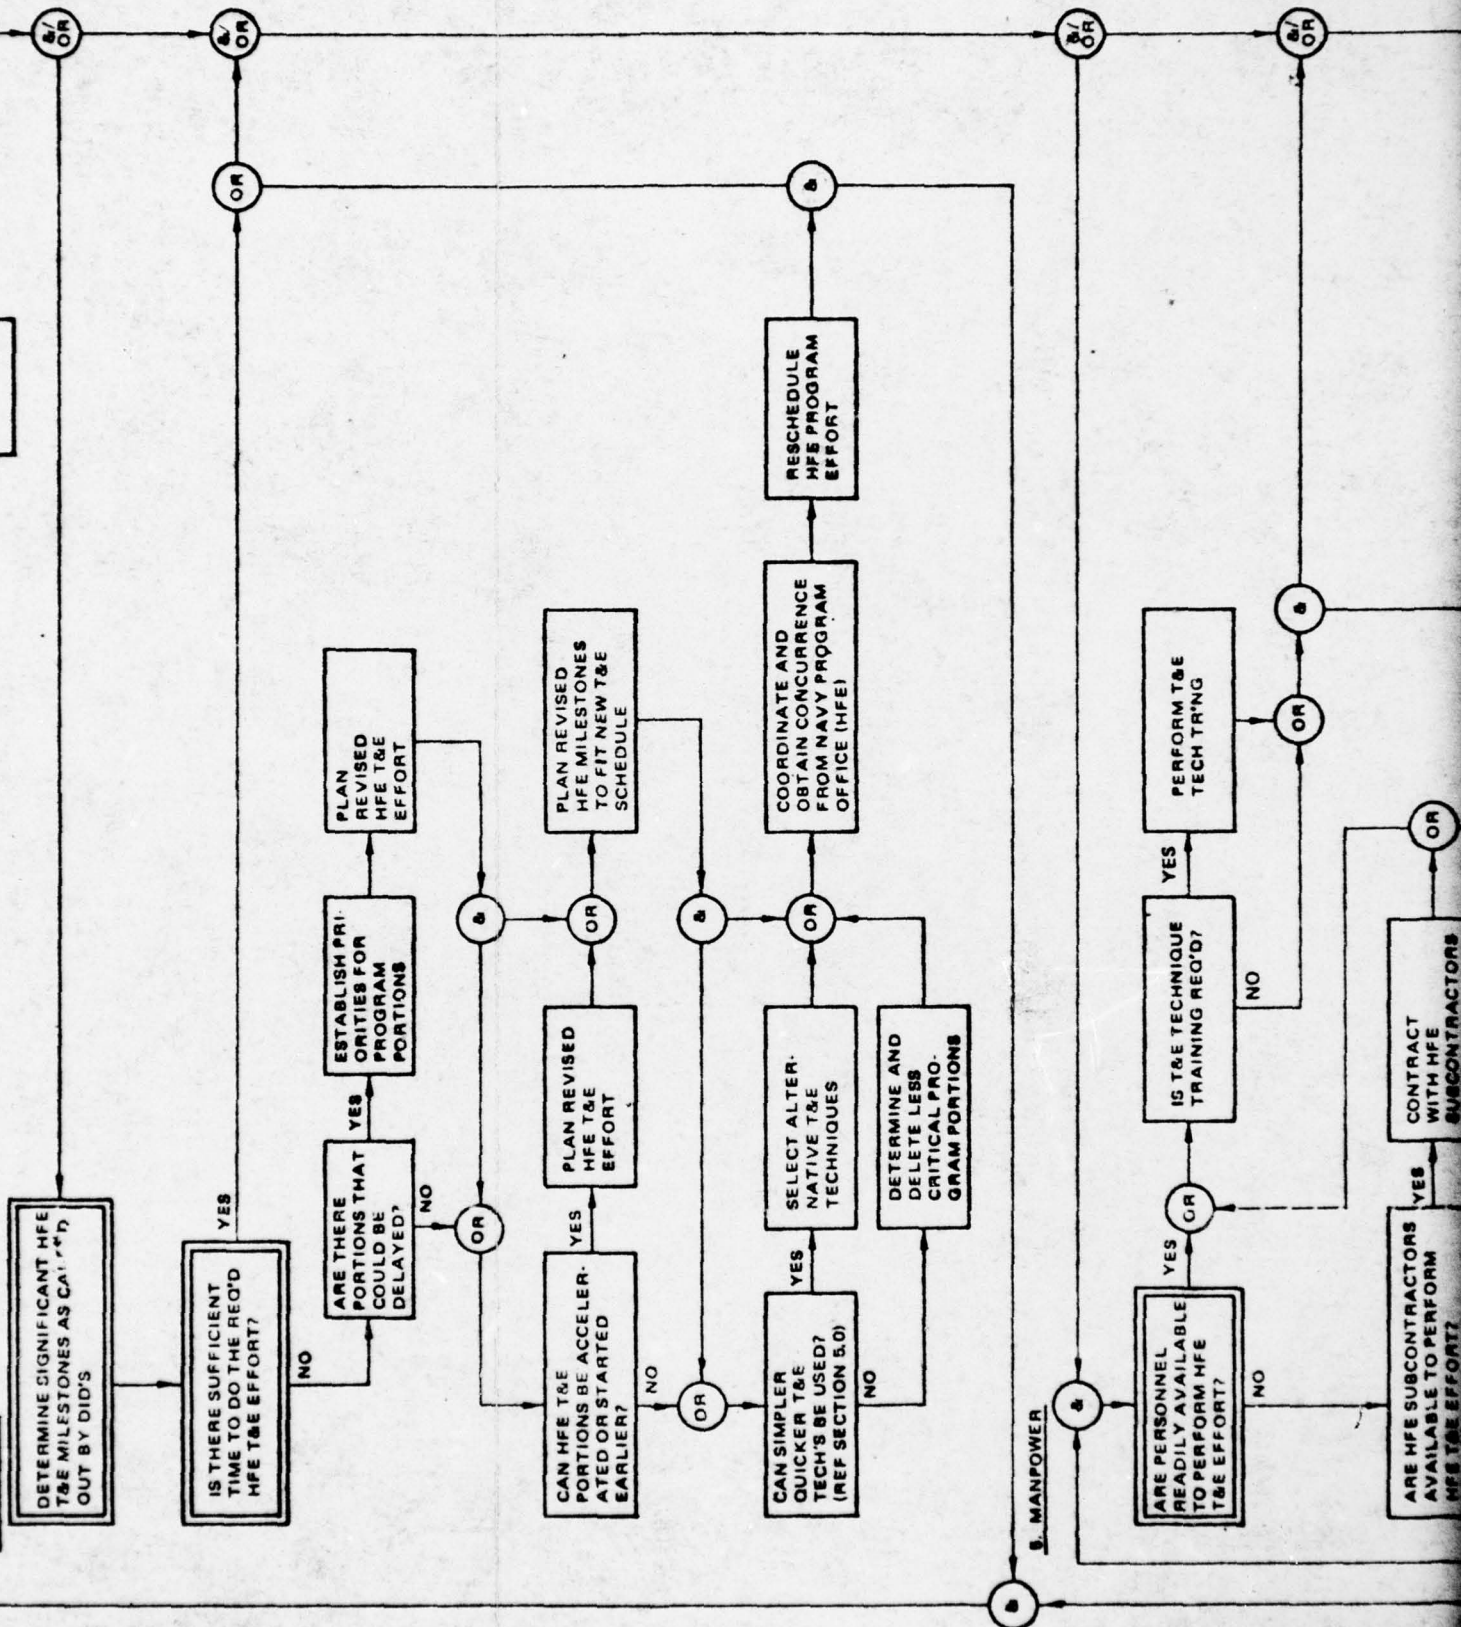 &/
OR
&/
OR
&/
OR
&/
OR
DETERMINE SIGNIFICANT HFE
T&E MILESTONES AS
OUT BY DID'S
IS THERE SUFFICIENT
TIME TO DO THE REQ'D
HFE T&E EFFORT?
YES
OR
NO
ARE THERE
PORTIONS THAT
COULD BE
DELAYED?
YES
ESTABLISH PRI-
ORITIES FOR
PROGRAM
PORTIONS
PLAN
REVISED
HFE T&E
EFFORT
NO
OR
&
CAN HFE T&E
PORTIONS BE ACCELER-
ATED OR STARTED
EARLIER?
YES
PLAN REVISED
HFE T&E
EFFORT
OR
PLAN REVISED
HFE MILESTONES
TO FIT NEW T&E
SCHEDULE
NO
OR
&
CAN SIMPLER
QUICKER T&E
TECH'S BE USED?
(REF SECTION 5.0)
YES
SELECT ALTER-
NATIVE T&E
TECHNIQUES
OR
COORDINATE AND
OBTAIN CONCURRENCE
FROM NAVY PROGRAM
OFFICE (HFE)
RESCHEDULE
HFE PROGRAM
EFFORT
&
NO
DETERMINE AND
DELETE LESS
CRITICAL PRO-
GRAM PORTIONS
&
5. MANPOWER
&
ARE PERSONNEL
READILY AVAILABLE
TO PERFORM HFE
T&E EFFORT?
YES
OR
IS T&E TECHNIQUE
TRAINING REQ'D?
YES
PERFORM T&E
TECH TR'NG
NO
OR
&
NO
ARE HFE SUBCONTRACTORS
AVAILABLE TO PERFORM
HFE T&E EFFORT?
YES
CONTRACT
WITH HFE
SUBCONTRACTORS
OR